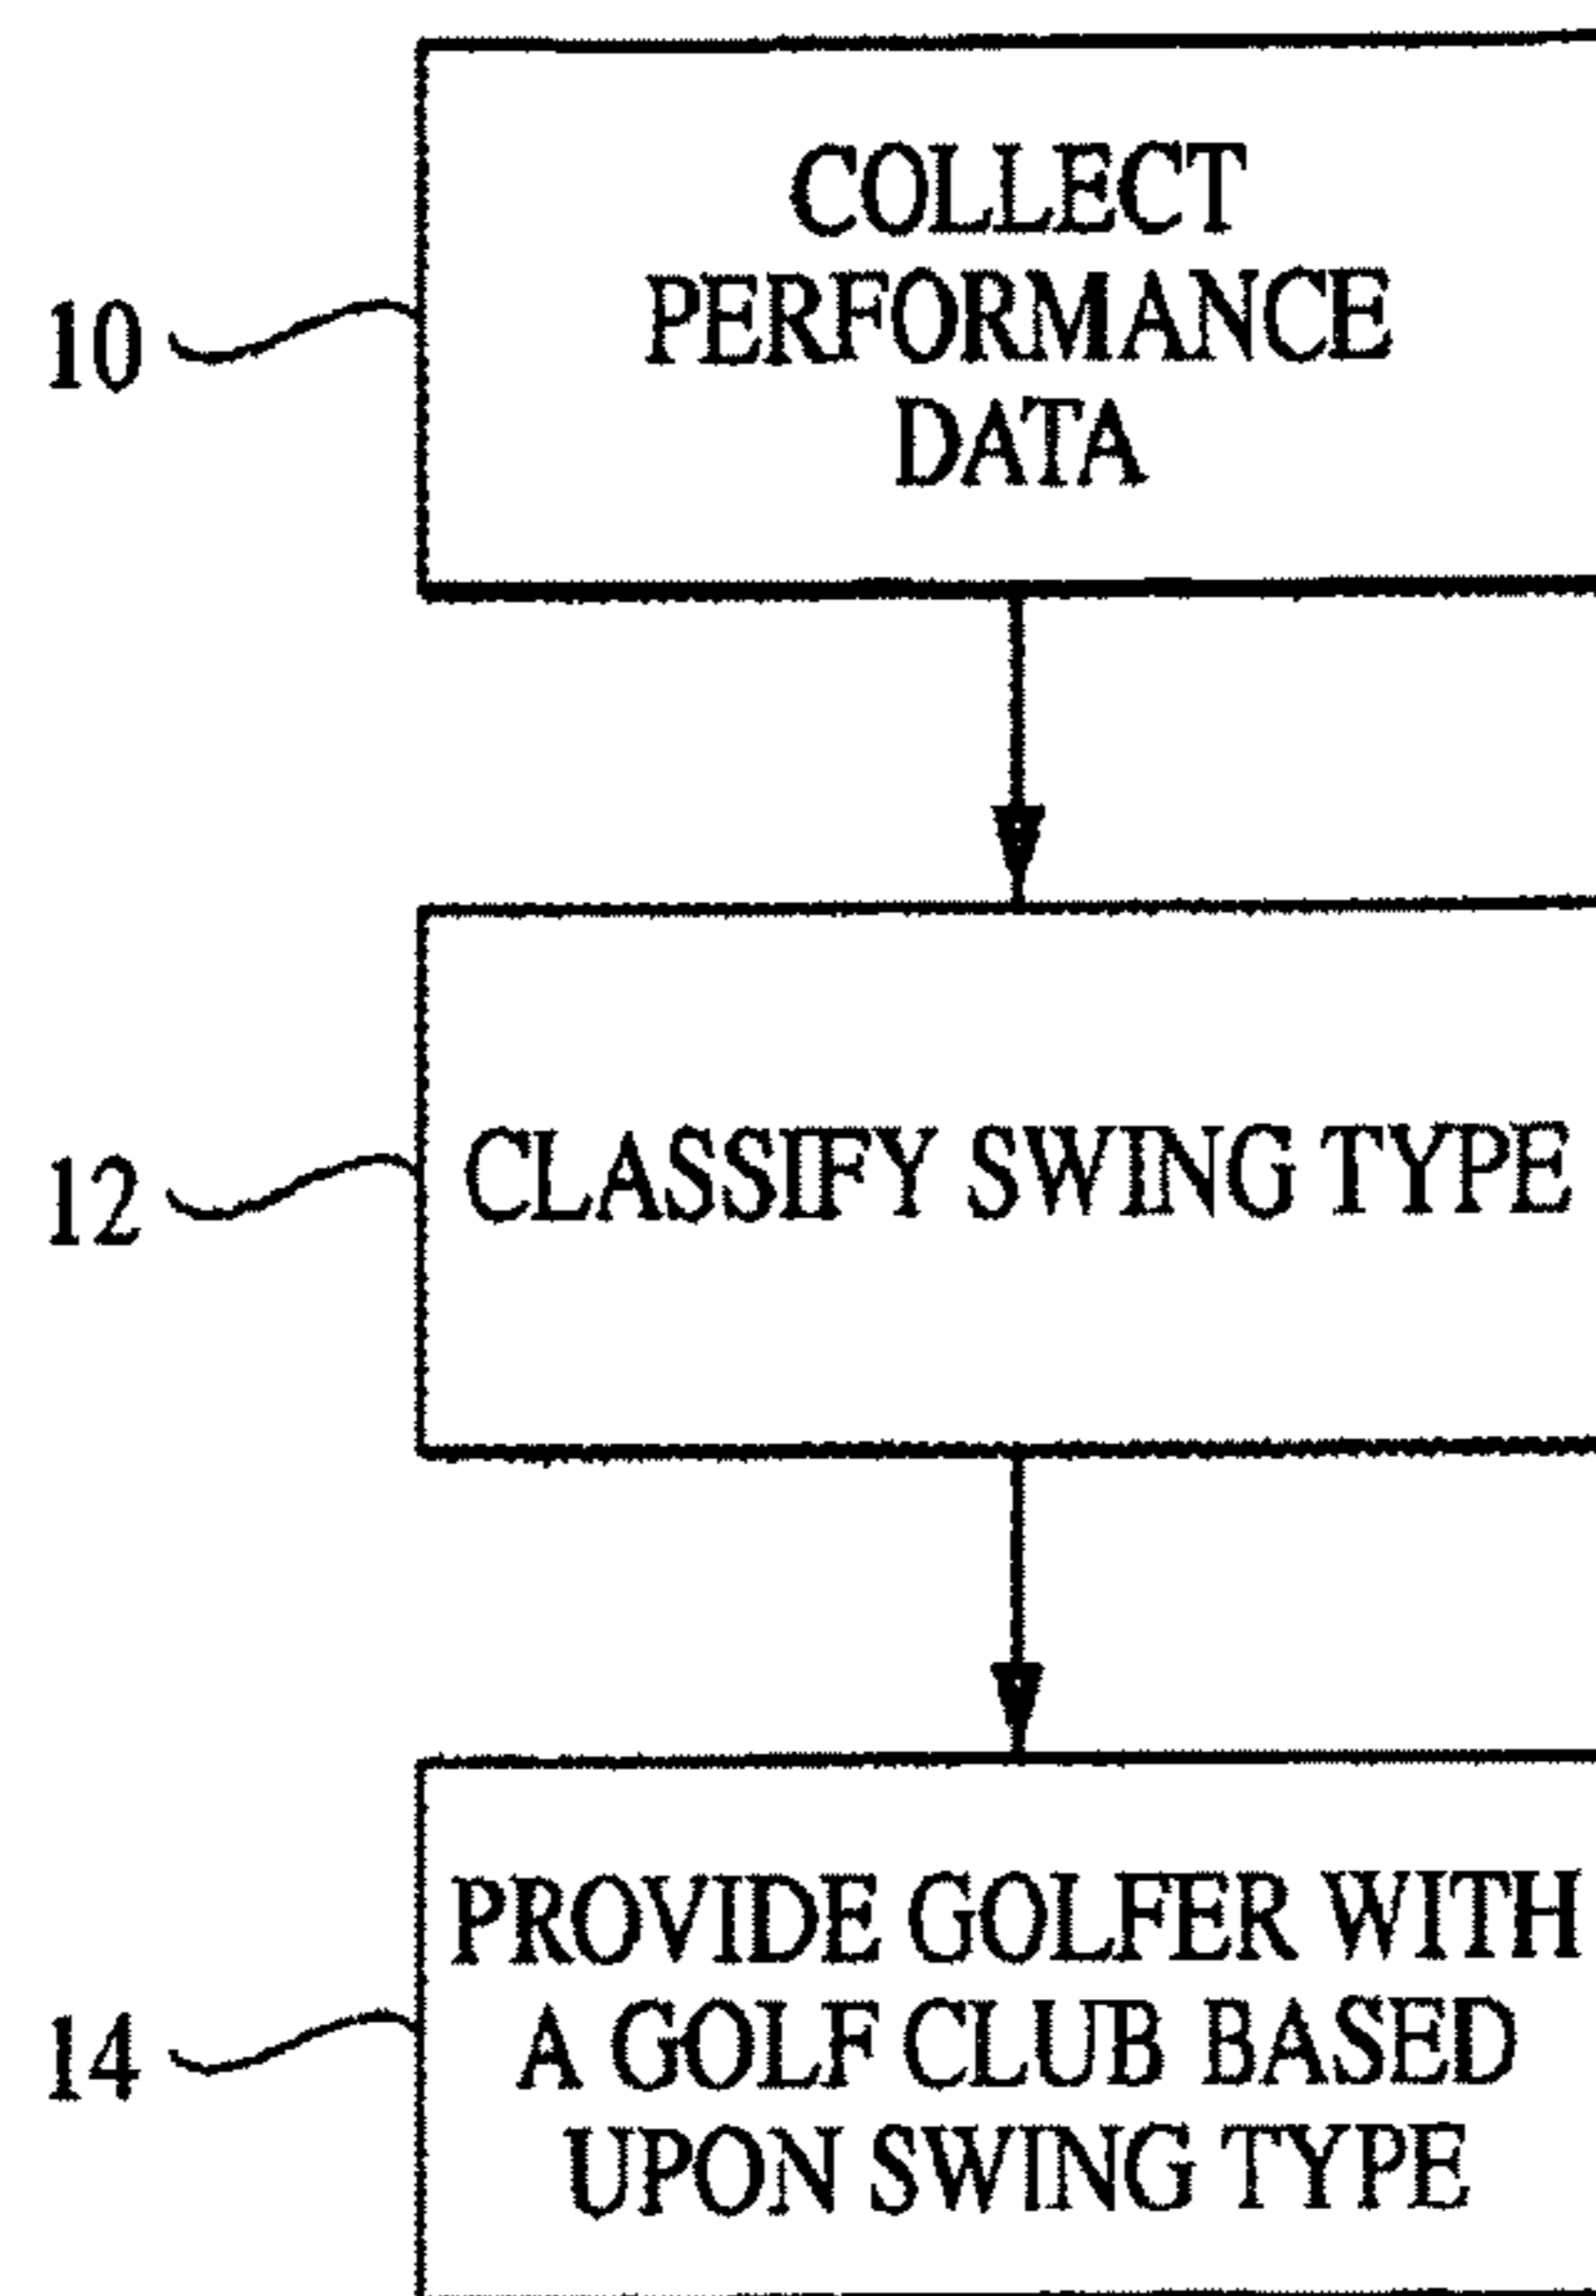 10
COLLECT
PERFORMANCE
DATA
12
CLASSIFY SWING TYPE
14
PROVIDE GOLFER WITH
A GOLF CLUB BASED
UPON SWING TYPE